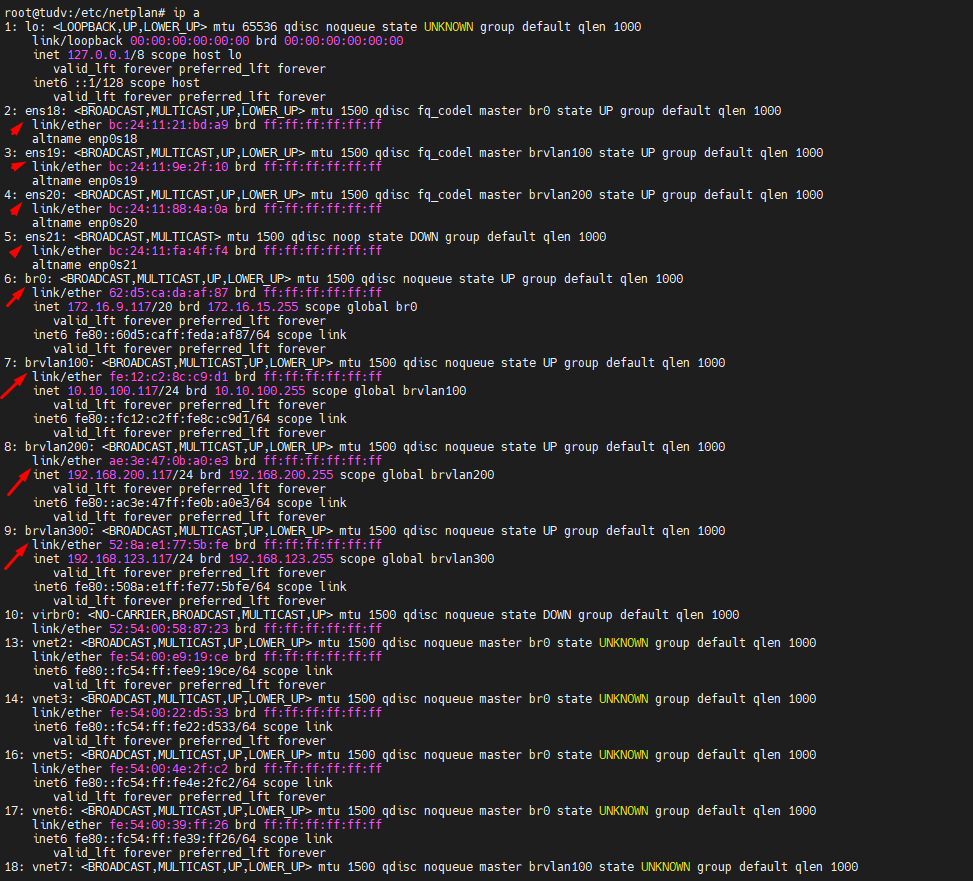 root@tudv:/etc/netplan# ip a
1: lo: <LOOPBACK,UP,LOWER_UP> mtu 65536 qdisc noqueue state UNKNOWN group default qlen 1000
link/loopback 00:00:00:00:00:00 brd 00:00:00:00:00:00
inet 127.0.0.1/8 scope host lo
valid_lft forever preferred_lft forever
inet6 ::1/128 scope host
valid_lft forever preferred_lft forever
2: ens18: <BROADCAST,MULTICAST,UP,LOWER_UP> mtu 1500 qdisc fq_codel master br0 state UP group default qlen 1000
link/ether bc:24:11:21:bd:a9 brd ff:ff:ff:ff:ff:ff
altname enp0s18
3: ens19: <BROADCAST,MULTICAST,UP,LOWER_UP> mtu 1500 qdisc fq_codel master brvlan100 state UP group default qlen 1000
link/ether bc:24:11:9e:2f:10 brd ff:ff:ff:ff:ff:ff
altname enp0s19
4: ens20: <BROADCAST,MULTICAST,UP,LOWER_UP> mtu 1500 qdisc fq_codel master brvlan200 state UP group default qlen 1000
link/ether bc:24:11:88:4a:0a brd ff:ff:ff:ff:ff:ff
altname enp0s20
5: ens21: <BROADCAST,MULTICAST> mtu 1500 qdisc noop state DOWN group default qlen 1000
link/ether bc:24:11:fa:4f:f4 brd ff:ff:ff:ff:ff:ff
altname enp0s21
6: br0: <BROADCAST,MULTICAST,UP,LOWER_UP> mtu 1500 qdisc noqueue state UP group default qlen 1000
link/ether 62:d5:ca:da:af:87 brd ff:ff:ff:ff:ff:ff
inet 172.16.9.117/20 brd 172.16.15.255 scope global br0
valid_lft forever preferred_lft forever
inet6 fe80::60d5:caff:feda:af87/64 scope link
valid_lft forever preferred_lft forever
7: brvlan100: <BROADCAST,MULTICAST,UP,LOWER_UP> mtu 1500 qdisc noqueue state UP group default qlen 1000
link/ether fe:12:c2:8c:c9:d1 brd ff:ff:ff:ff:ff:ff
inet 10.10.100.117/24 brd 10.10.100.255 scope global brvlan100
valid_lft forever preferred_lft forever
inet6 fe80::fc12:c2ff:fe8c:c9d1/64 scope link
valid_lft forever preferred_lft forever
8: brvlan200: <BROADCAST,MULTICAST,UP,LOWER_UP> mtu 1500 qdisc noqueue state UP group default qlen 1000
link/ether ae:3e:47:0b:a0:e3 brd ff:ff:ff:ff:ff:ff
inet 192.168.200.117/24 brd 192.168.200.255 scope global brvlan200
valid_lft forever preferred_lft forever
inet6 fe80::ac3e:47ff:fe0b:a0e3/64 scope link
valid_lft forever preferred_lft forever
9: brvlan300: <BROADCAST,MULTICAST,UP,LOWER_UP> mtu 1500 qdisc noqueue state UP group default qlen 1000
link/ether 52:8a:e1:77:5b:fe brd ff:ff:ff:ff:ff:ff
inet 192.168.123.117/24 brd 192.168.123.255 scope global brvlan300
valid_lft forever preferred_lft forever
inet6 fe80::508a:e1ff:fe77:5bfe/64 scope link
valid_lft forever preferred_lft forever
10: virbr0: <NO-CARRIER,BROADCAST,MULTICAST,UP> mtu 1500 qdisc noqueue state DOWN group default qlen 1000
link/ether 52:54:00:58:87:23 brd ff:ff:ff:ff:ff:ff
13: vnet2: <BROADCAST,MULTICAST,UP,LOWER_UP> mtu 1500 qdisc noqueue master br0 state UNKNOWN group default qlen 1000
link/ether fe:54:00:e9:19:ce brd ff:ff:ff:ff:ff:ff
inet6 fe80::fc54:ff:fee9:19ce/64 scope link
valid_lft forever preferred_lft forever
14: vnet3: <BROADCAST,MULTICAST,UP,LOWER_UP> mtu 1500 qdisc noqueue master br0 state UNKNOWN group default qlen 1000
link/ether fe:54:00:22:d5:33 brd ff:ff:ff:ff:ff:ff
inet6 fe80::fc54:ff:fe22:d533/64 scope link
valid_lft forever preferred_lft forever
16: vnet5: <BROADCAST,MULTICAST,UP,LOWER_UP> mtu 1500 qdisc noqueue master br0 state UNKNOWN group default qlen 1000
link/ether fe:54:00:4e:2f:c2 brd ff:ff:ff:ff:ff:ff
inet6 fe80::fc54:ff:fe4e:2fc2/64 scope link
valid_lft forever preferred_lft forever
17: vnet6: <BROADCAST,MULTICAST,UP,LOWER_UP> mtu 1500 qdisc noqueue master br0 state UNKNOWN group default qlen 1000
link/ether fe:54:00:39:ff:26 brd ff:ff:ff:ff:ff:ff
inet6 fe80::fc54:ff:fe39:ff26/64 scope link
valid_lft forever preferred_lft forever
18: vnet7: <BROADCAST,MULTICAST,UP,LOWER_UP> mtu 1500 qdisc noqueue master brvlan100 state UNKNOWN group default qlen 1000